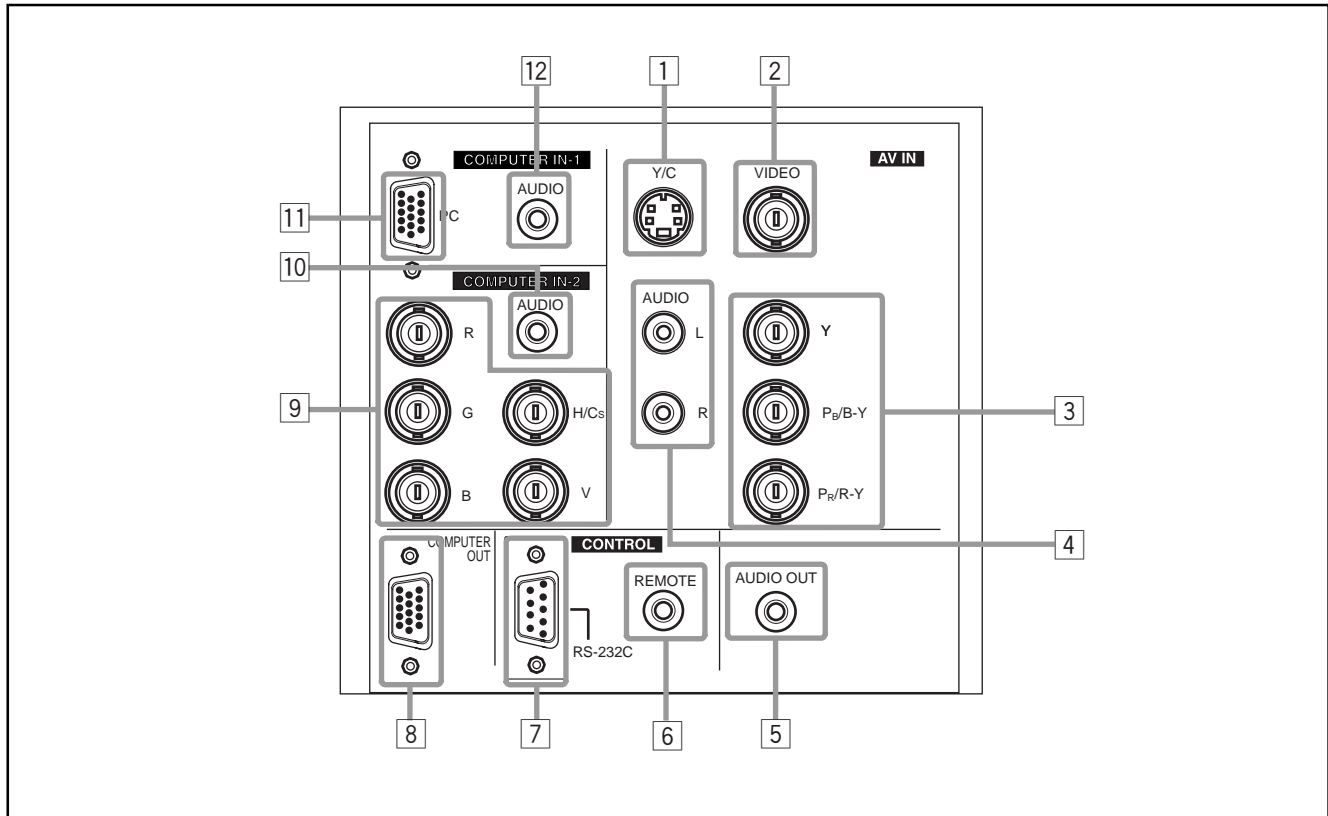 12
1
2
COMPUTER IN-1
AV IN
Y/C
VIDEO
AUDIO
11
PC
10
COMPUTER IN-2
AUDIO
AUDIO
R
L
Y
9
G
H/Cs
R
PB/B-Y
3
B
V
PR/R-Y
4
COMPUTER
OUT
CONTROL
REMOTE
AUDIO OUT
RS-232C
8
7
6
5